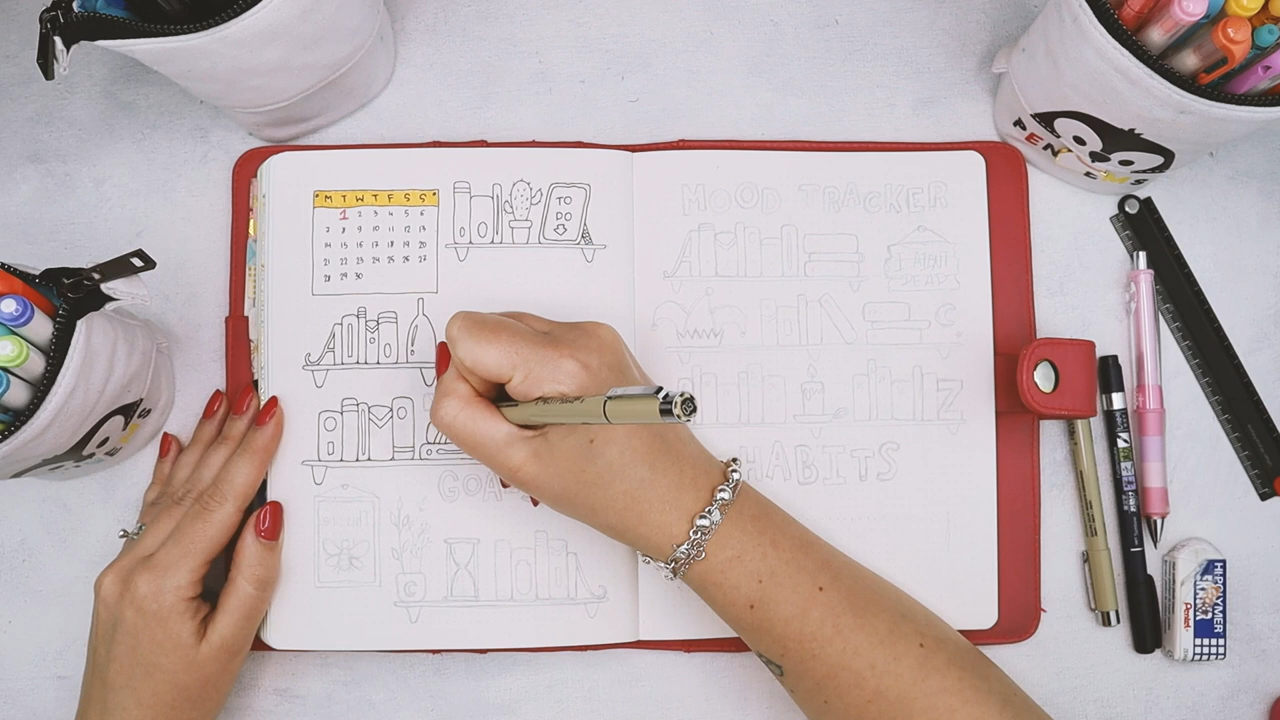 M T W T F S S
1 2 3 4 5 6
7 8 9 10 11 12 13
14 15 16 17 18 19 20
21 22 23 24 25 26 27
28 29 30
TO
DO
MOOD TRACKER
HABITS
PENGEMS
HI-POLYMER
ERASER
Pentel